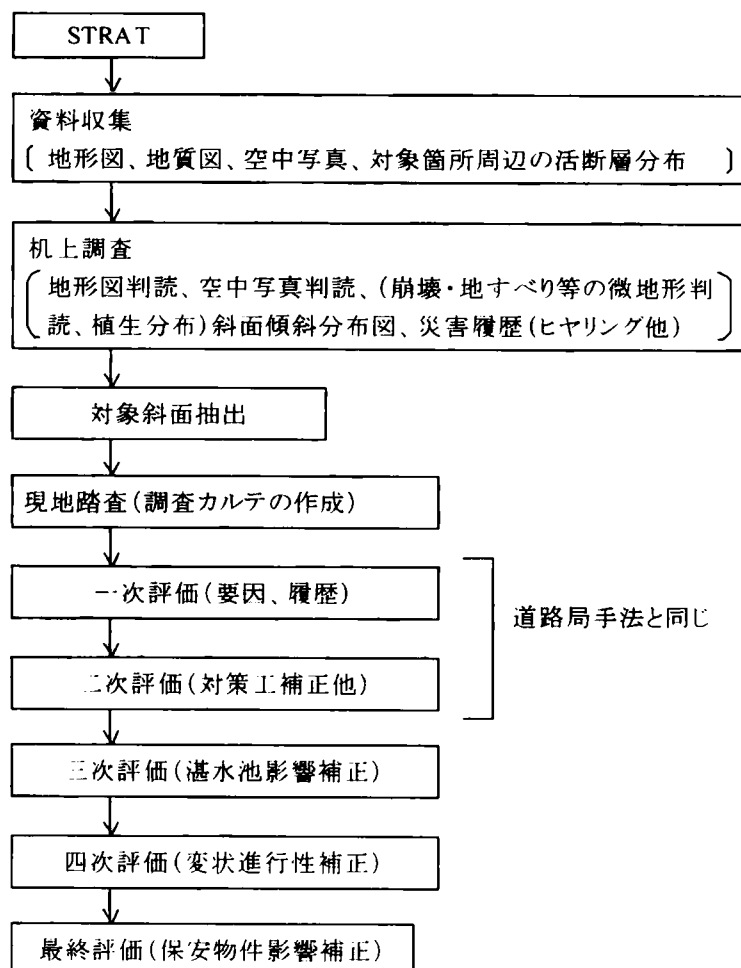 STRAT
資料収集
〔 地形図、地質図、空中写真、対象箇所周辺の活断層分布 〕
机上調査
地形図判読、空中写真判読、(崩壊・地すべり等の微地形判
読、植生分布)斜面傾斜分布図、災害履歴(ヒヤリング他)
対象斜面抽出
現地踏査(調査カルテの作成)
一次評価(要因、履歴)
道路局手法と同じ
二次評価(対策工補正他)
三次評価(湛水池影響補正)
四次評価(変状進行性補正)
最終評価(保安物件影響補正)